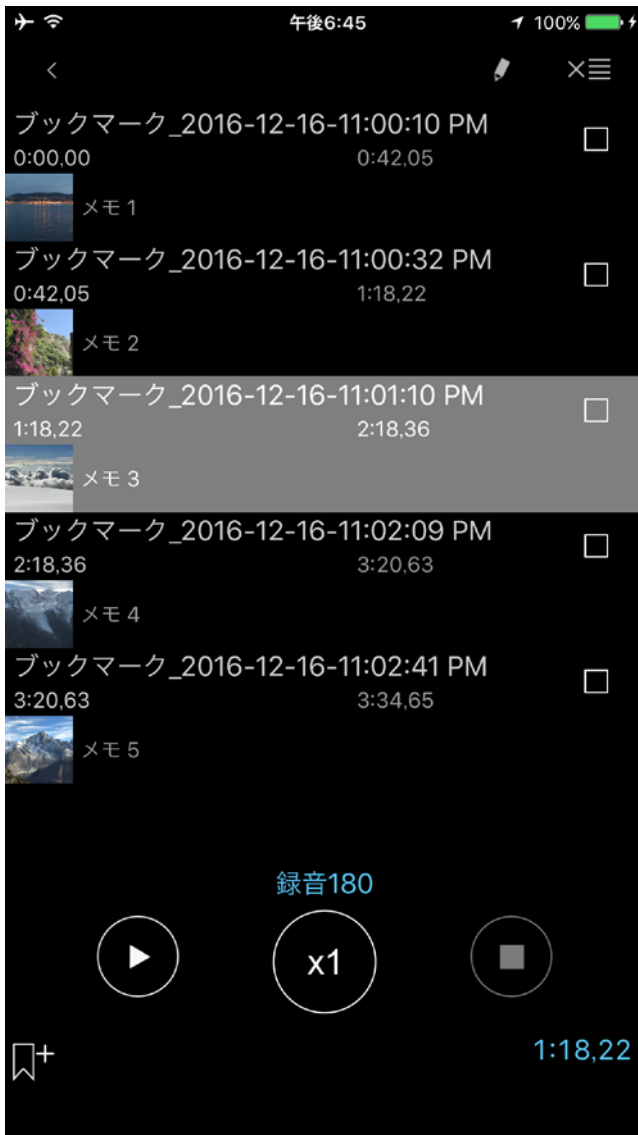 午後6:45 100%
ブックマーク_2016-12-16-11:00:10 PM
0:00,00 0:42,05
メモ 1
ブックマーク_2016-12-16-11:00:32 PM
0:42,05 1:18,22
メモ 2
ブックマーク_2016-12-16-11:01:10 PM
1:18,22 2:18,36
メモ 3
ブックマーク_2016-12-16-11:02:09 PM
2:18,36 3:20,63
メモ 4
ブックマーク_2016-12-16-11:02:41 PM
3:20,63 3:34,65
メモ 5
録音180
x1
1:18,22